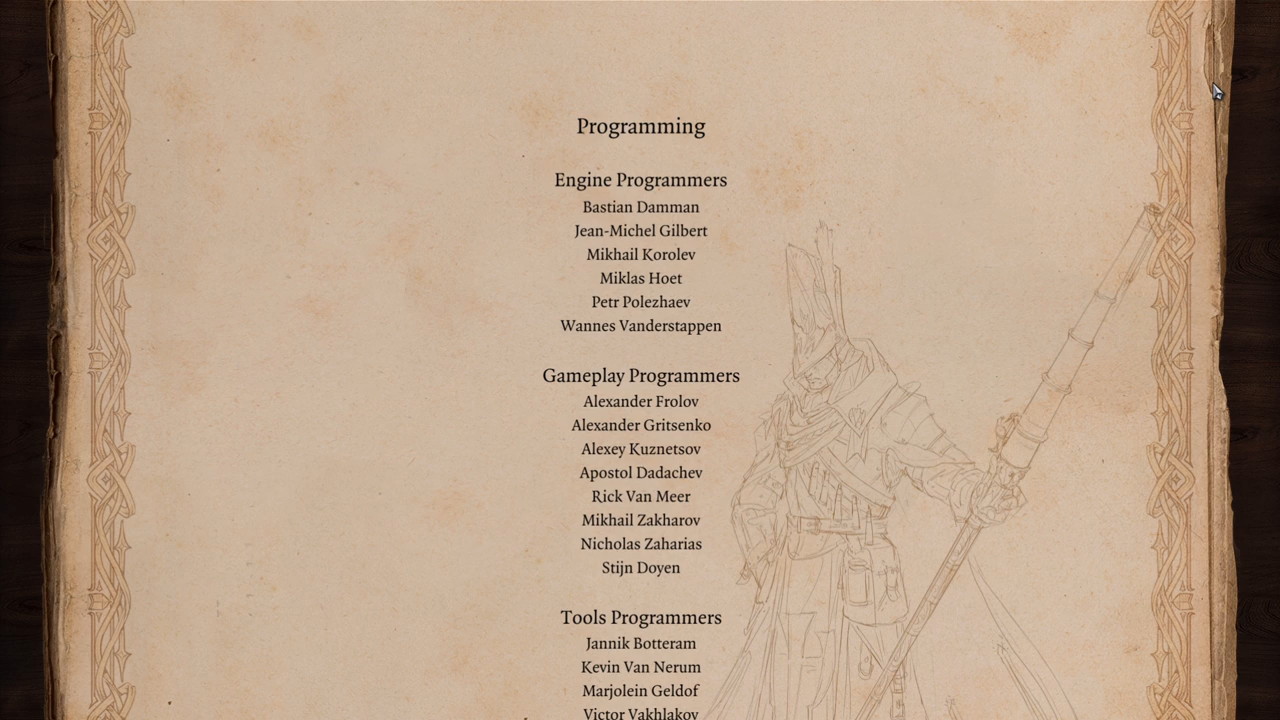 Programming
Engine Programmers
Bastian Damman
Jean-Michel Gilbert
Mikhail Korolev
Miklas Hoet
Petr Polezhaev
Wannes Vanderstappen
Gameplay Programmers
Alexander Frolov
Alexander Gritsenko
Alexey Kuznetsov
Apostol Dadachev
Rick Van Meer
Mikhail Zakharov
Nicholas Zaharias
Stijn Doyen
Tools Programmers
Jannik Botteram
Kevin Van Nerum
Marjolein Geldof
Victor Vakhlakov